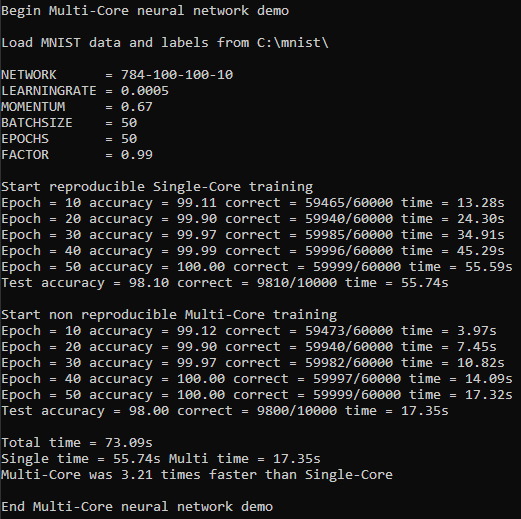 Begin Multi-Core neural network demo
Load MNIST data and labels from C:\mnist\
NETWORK      = 784-100-100-10
LEARNINGRATE = 0.0005
MOMENTUM     = 0.67
BATCHSIZE    = 50
EPOCHS       = 50
FACTOR       = 0.99
Start reproducible Single-Core training
Epoch = 10 accuracy = 99.11 correct = 59465/60000 time = 13.28s
Epoch = 20 accuracy = 99.90 correct = 59940/60000 time = 24.30s
Epoch = 30 accuracy = 99.97 correct = 59985/60000 time = 34.91s
Epoch = 40 accuracy = 99.99 correct = 59996/60000 time = 45.29s
Epoch = 50 accuracy = 100.00 correct = 59999/60000 time = 55.59s
Test accuracy = 98.10 correct = 9810/10000 time = 55.74s
Start non reproducible Multi-Core training
Epoch = 10 accuracy = 99.12 correct = 59473/60000 time = 3.97s
Epoch = 20 accuracy = 99.90 correct = 59940/60000 time = 7.45s
Epoch = 30 accuracy = 99.97 correct = 59982/60000 time = 10.82s
Epoch = 40 accuracy = 100.00 correct = 59997/60000 time = 14.09s
Epoch = 50 accuracy = 100.00 correct = 59999/60000 time = 17.32s
Test accuracy = 98.00 correct = 9800/10000 time = 17.35s
Total time = 73.09s
Single time = 55.74s Multi time = 17.35s
Multi-Core was 3.21 times faster than Single-Core
End Multi-Core neural network demo